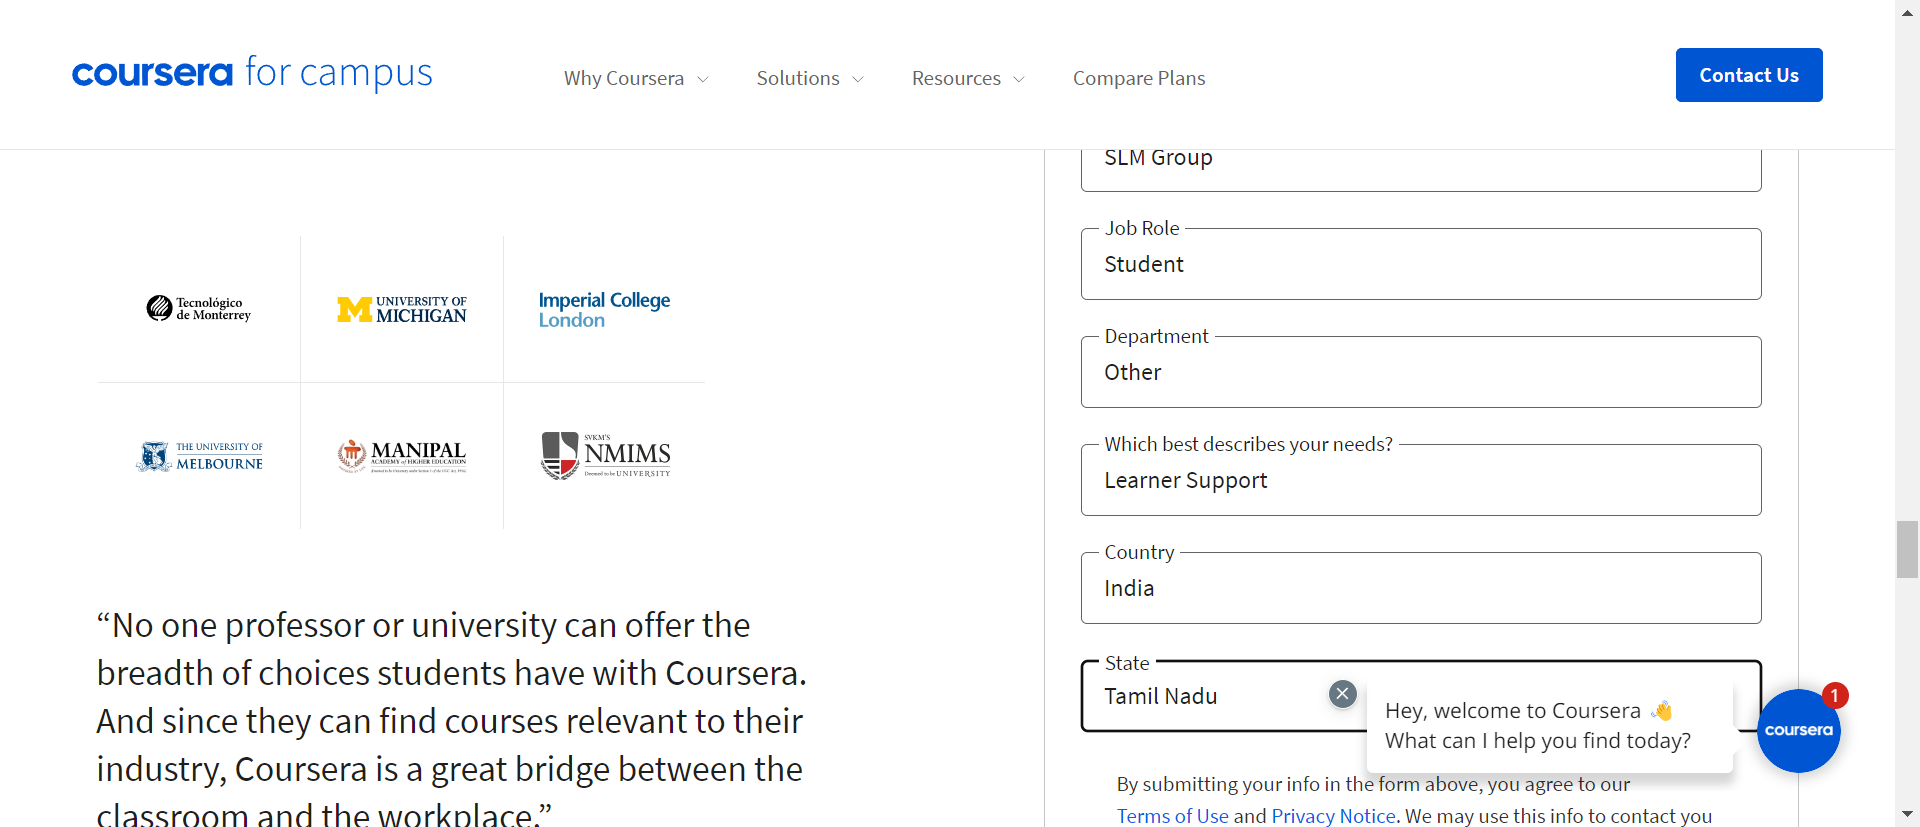 coursera for campus
Why Coursera
Solutions
Resources
Compare Plans
Contact Us
Tecnológico
de Monterrey
UNIVERSITY OF
MICHIGAN
Imperial College
London
THE UNIVERSITY OF
MELBOURNE
MANIPAL
ACADEMY of HIGHER EDUCATION
SVKM'S
NMIMS
Deemed to be UNIVERSITY
“No one professor or university can offer the
breadth of choices students have with Coursera.
And since they can find courses relevant to their
industry, Coursera is a great bridge between the
classroom and the workplace.”
SLM Group
Job Role
Student
Department
Other
Which best describes your needs?
Learner Support
Country
India
State
Tamil Nadu
Hey, welcome to Coursera 👋
What can I help you find today?
1
coursera
By submitting your info in the form above, you agree to our
Terms of Use and Privacy Notice. We may use this info to contact you